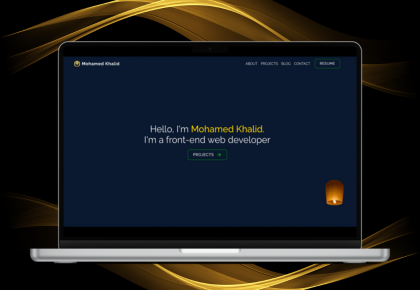 Mohamed Khalid
ABOUT PROJECTS BLOG CONTACT RESUME
Hello, I'm Mohamed Khalid.
I'm a front-end web developer
PROJECTS